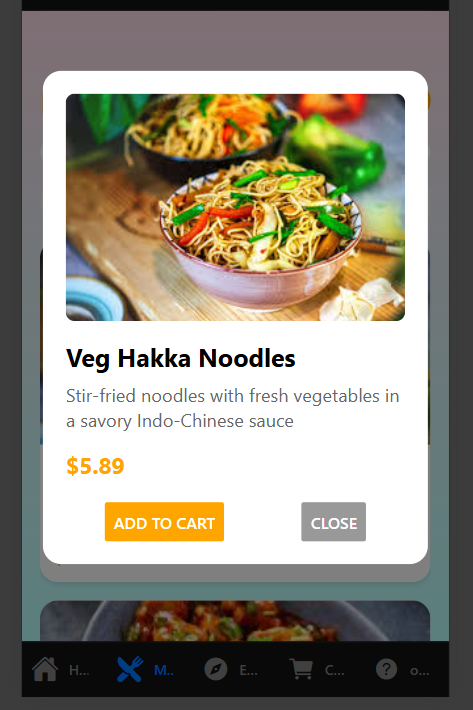 Veg Hakka Noodles
Stir-fried noodles with fresh vegetables in
a savory Indo-Chinese sauce
$5.89
ADD TO CART
CLOSE
H...
M..
E...
C...
o...